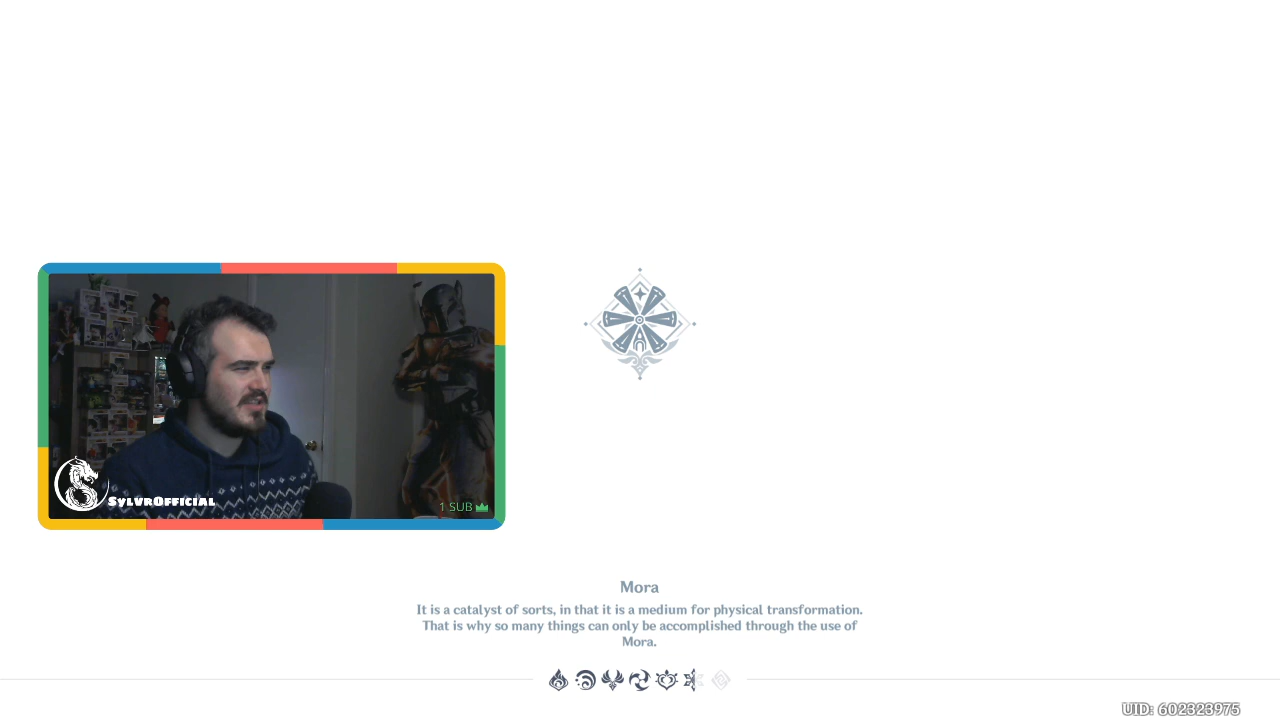 SylvrOfficial
1 SUB
Mora
It is a catalyst of sorts, in that it is a medium for physical transformation.
That is why so many things can only be accomplished through the use of
Mora.
UID: 602323975